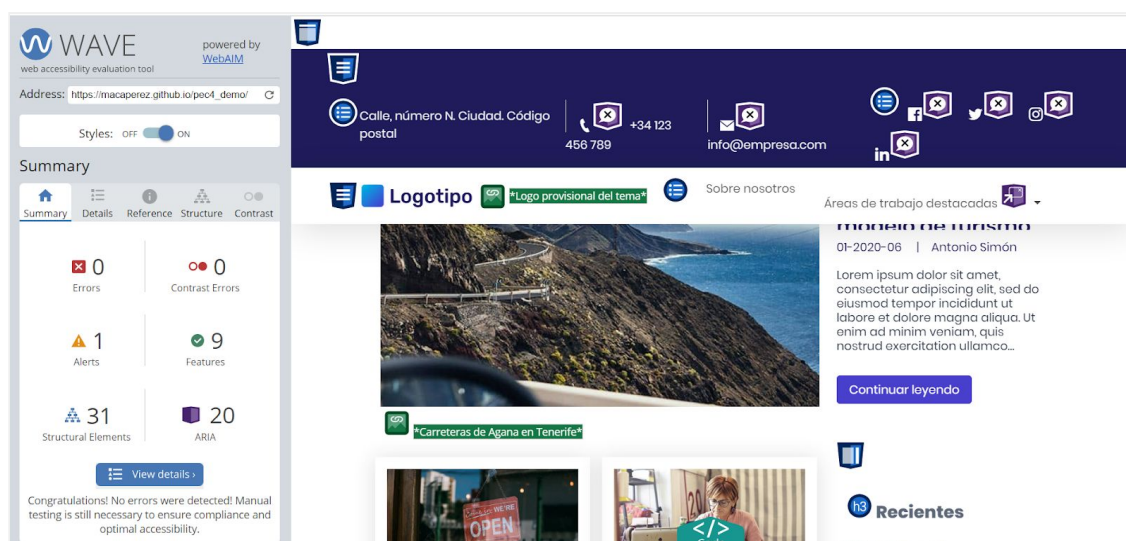 WAVE
web accessibility evaluation tool
powered by
WebAIM
Address: https://macaperez.github.io/pec4_demo/
Styles: OFF ON
Summary
Summary Details Reference Structure Contrast
0
Errors
0
Contrast Errors
1
Alerts
9
Features
31
Structural Elements
20
ARIA
View details ›
Congratulations! No errors were detected! Manual
testing is still necessary to ensure compliance and
optimal accessibility.
Calle, número N. Ciudad. Código
postal
+34 123
456 789
info@empresa.com
in
Logotipo
*Logo provisional del tema*
Sobre nosotros
Áreas de trabajo destacadas
modelo de turismo
01-2020-06 | Antonio Simón
Lorem ipsum dolor sit amet,
consectetur adipiscing elit, sed do
eiusmod tempor incididunt ut
labore et dolore magna aliqua. Ut
enim ad minim veniam, quis
nostrud exercitation ullamco...
Continuar leyendo
*Carreteras de Agana en Tenerife*
WE'RE
OPEN
</>
h3 Recientes